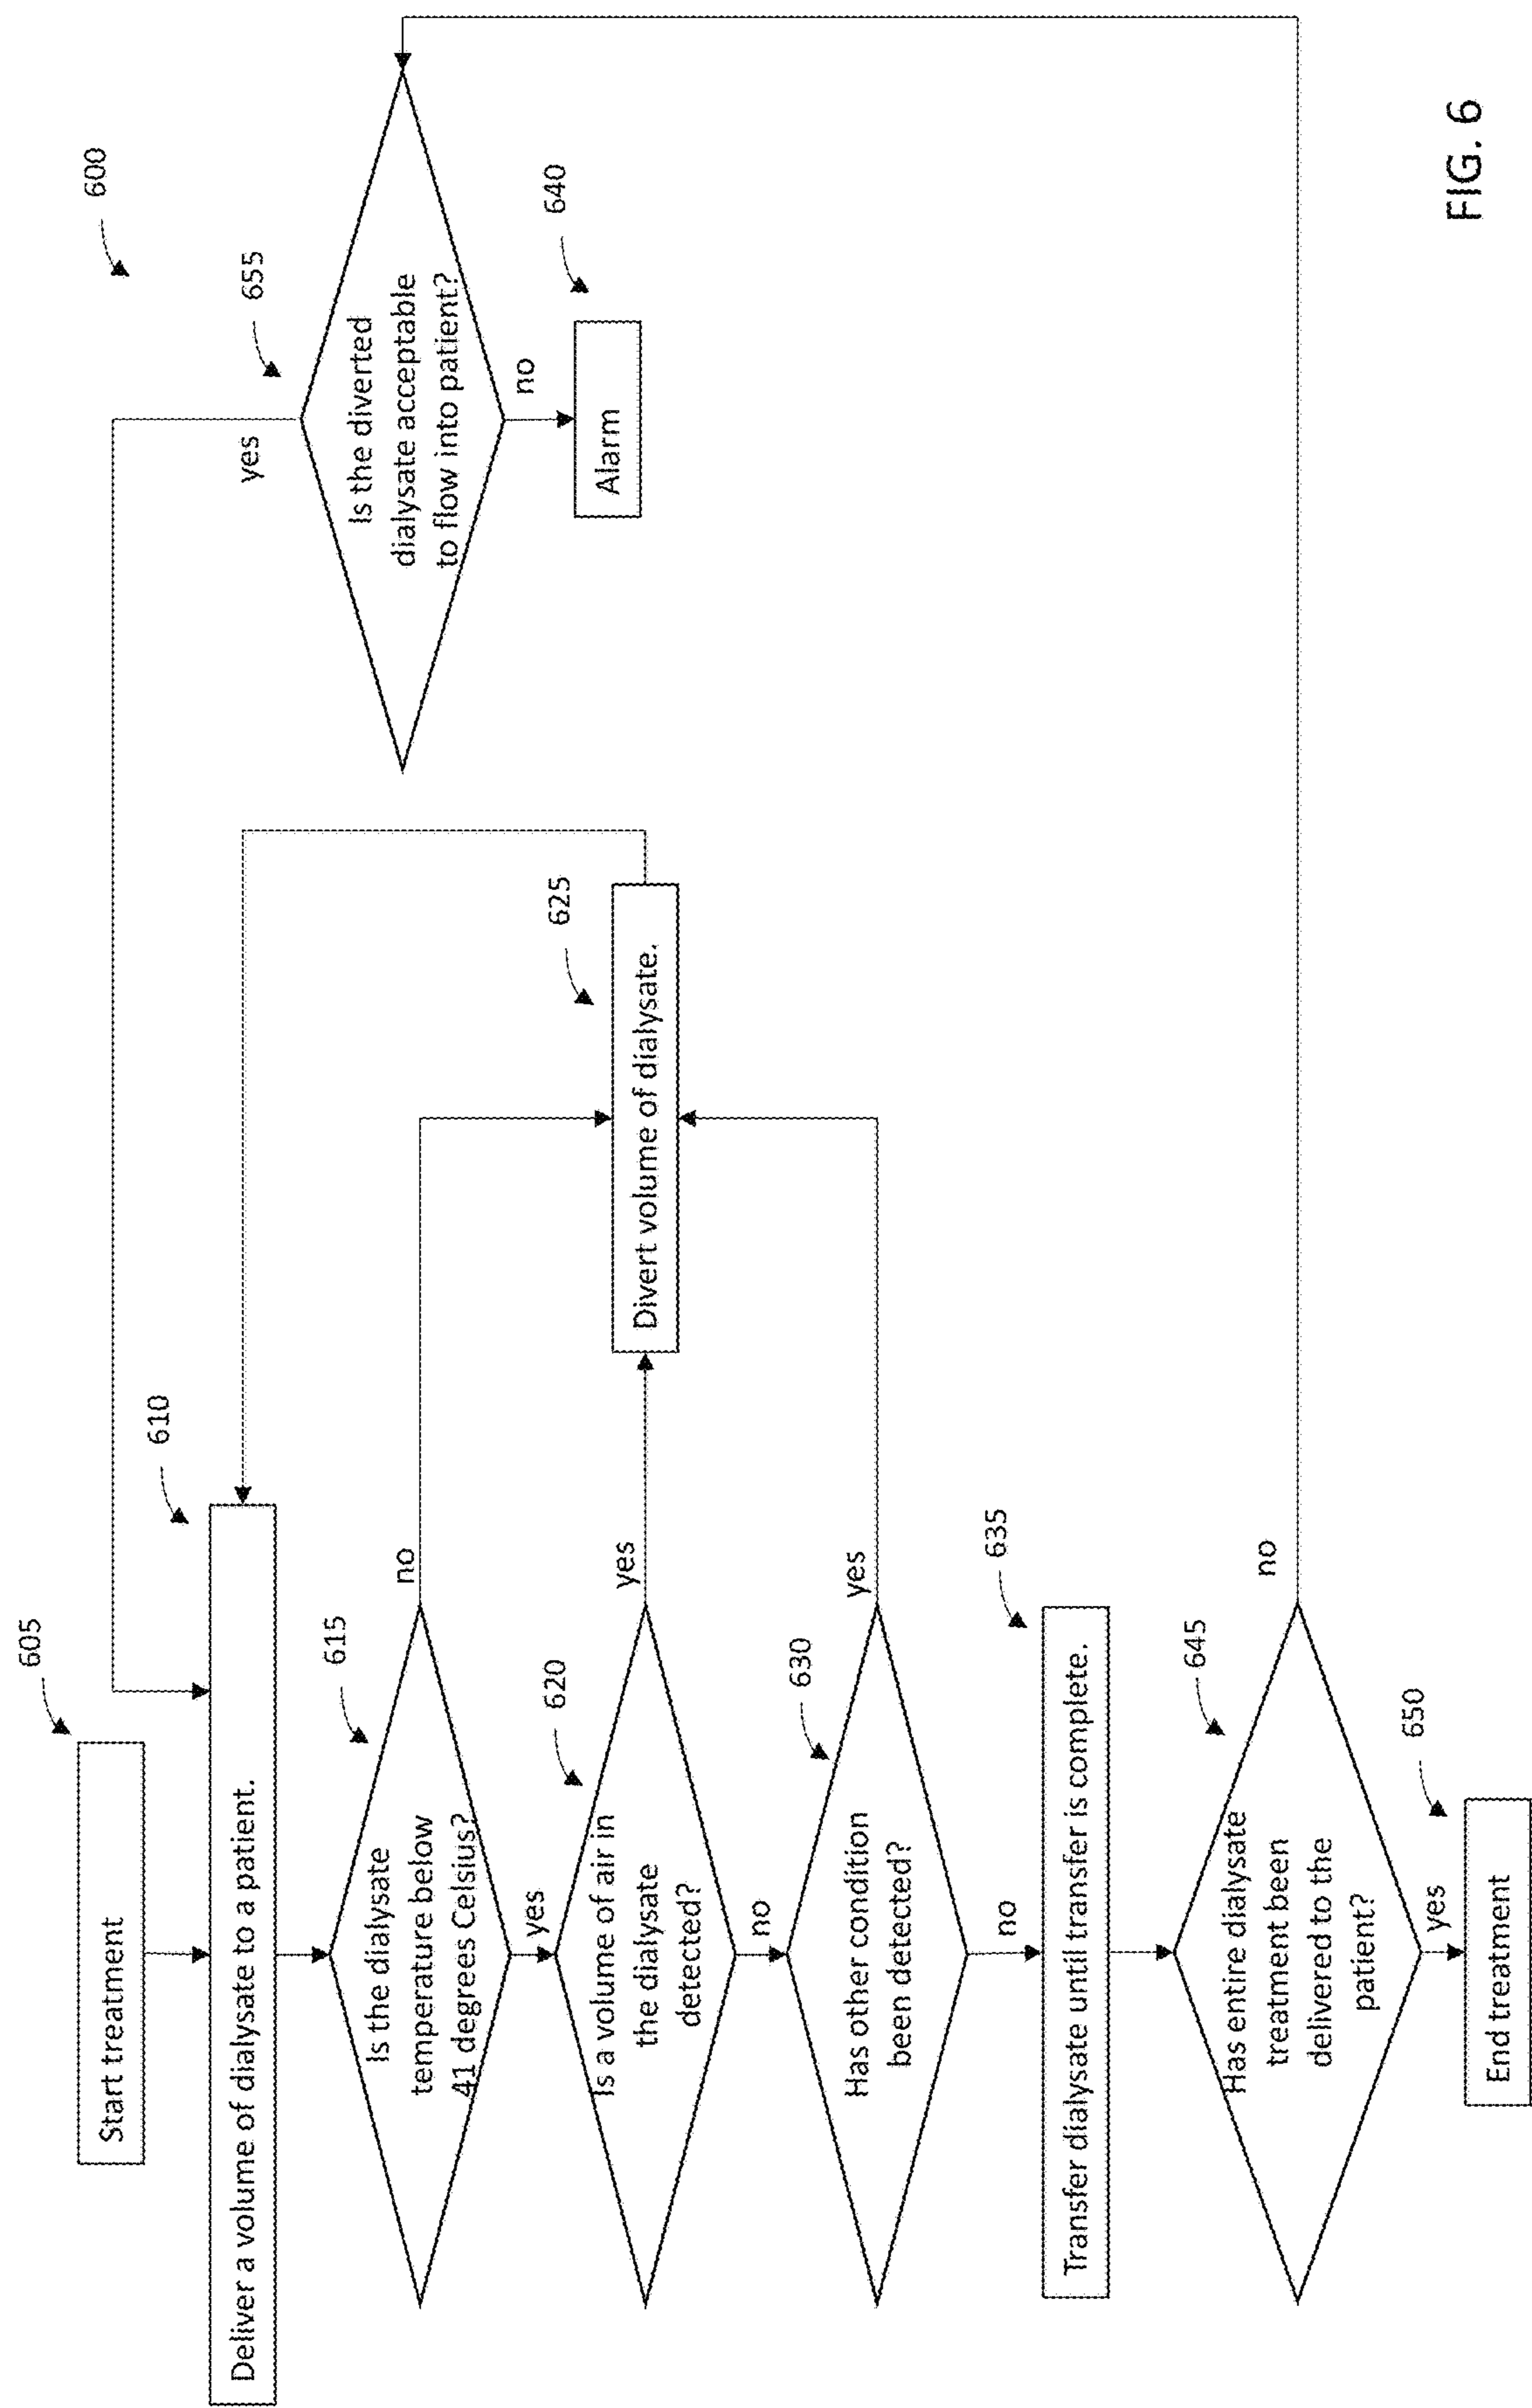 600
605
Start treatment
610
Deliver a volume of dialysate to a patient.
615
Is the dialysate
temperature below
41 degrees Celsius?
no
yes
620
Is a volume of air in
the dialysate
detected?
yes
no
625
Divert volume of dialysate.
630
Has other condition
been detected?
yes
no
635
Transfer dialysate until transfer is complete.
645
Has entire dialysate
treatment been
delivered to the
patient?
no
yes
650
End treatment
655
yes
Is the diverted
dialysate acceptable
to flow into patient?
no
640
Alarm
FIG. 6